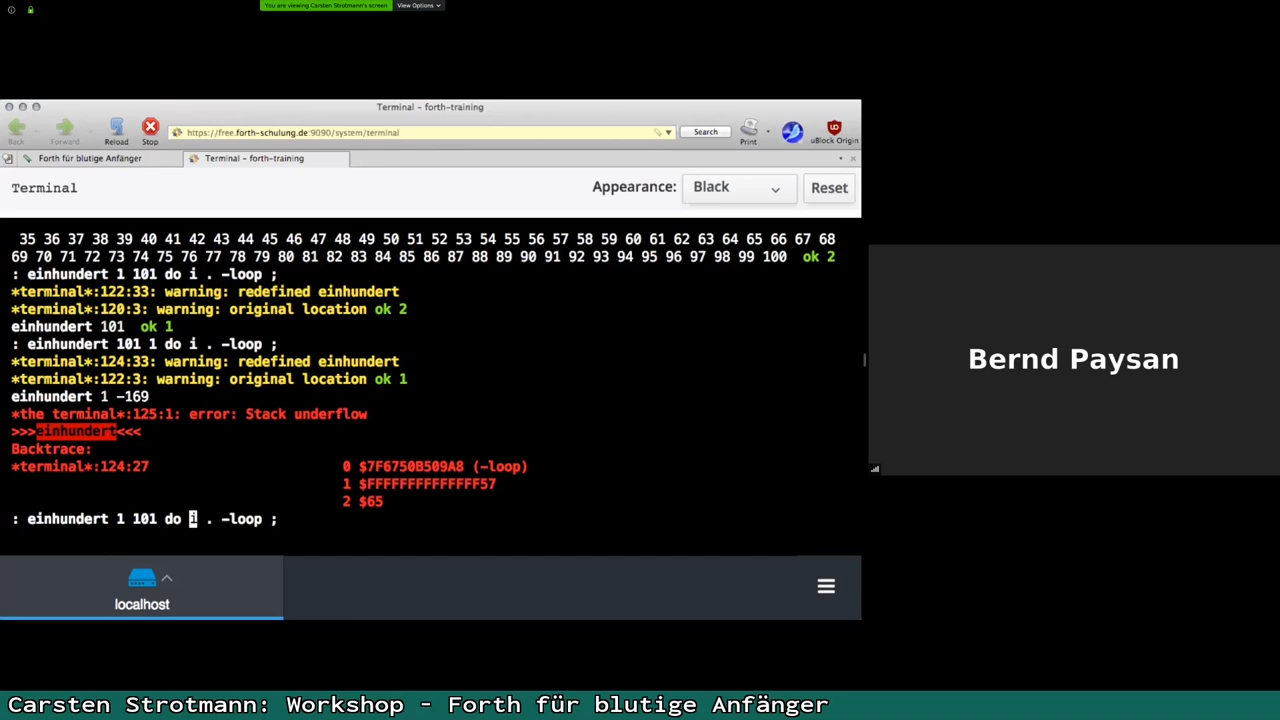 You are viewing Carsten Strotmann's screen
View Options
Terminal - forth-training
Back
Forward
Reload
Stop
https://free.forth-schulung.de:9090/system/terminal
Search
Print
uBlock Origin
Forth für blutige Anfänger
Terminal - forth-training
Terminal
Appearance:
Black
Reset
35 36 37 38 39 40 41 42 43 44 45 46 47 48 49 50 51 52 53 54 55 56 57 58 59 60 61 62 63 64 65 66 67 68
69 70 71 72 73 74 75 76 77 78 79 80 81 82 83 84 85 86 87 88 89 90 91 92 93 94 95 96 97 98 99 100  ok 2
: einhundert 1 101 do i . -loop ;
*terminal*:122:33: warning: redefined einhundert
*terminal*:120:3: warning: original location ok 2
einhundert 101  ok 1
: einhundert 101 1 do i . -loop ;
*terminal*:124:33: warning: redefined einhundert
*terminal*:122:3: warning: original location ok 1
einhundert 1 -169
*the terminal*:125:1: error: Stack underflow
>>>einhundert<<<
Backtrace:
*terminal*:124:27 0 $7F6750B509A8 (-loop)
1 $FFFFFFFFFFFFFF57
2 $65
: einhundert 1 101 do i . -loop ;
localhost
Bernd Paysan
Carsten Strotmann: Workshop - Forth für blutige Anfänger